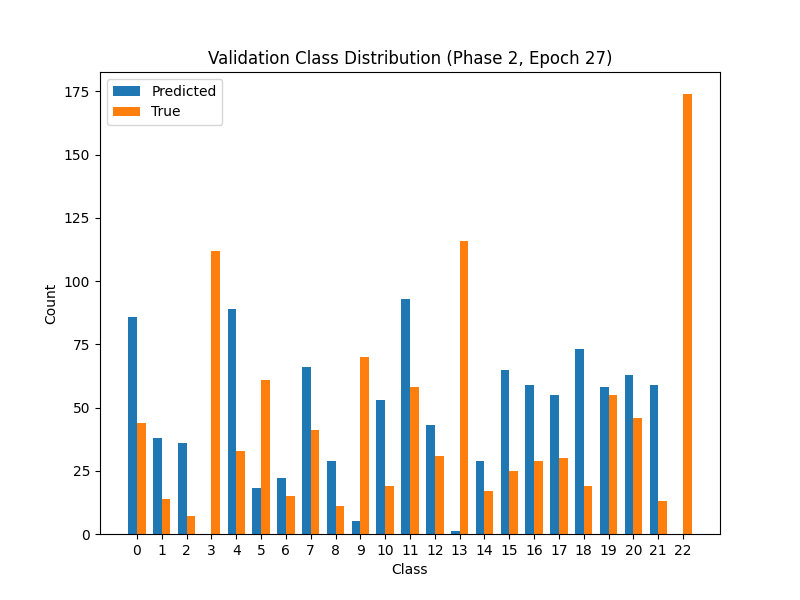 Validation Class Distribution (Phase 2, Epoch 27)
Predicted
True
175
150
125
100
75
50
25
0
Count
0 1 2 3 4 5 6 7 8 9 10 11 12 13 14 15 16 17 18 19 20 21 22
Class